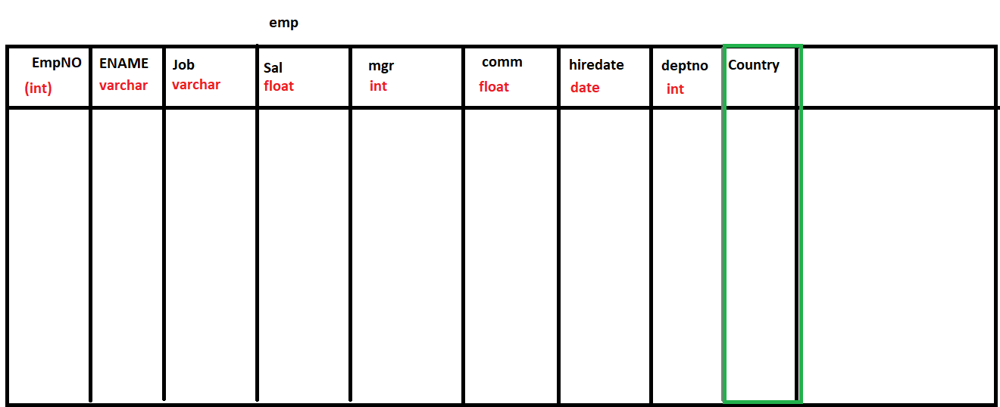 emp
EmpNO ENAME Job Sal mgr comm hiredate deptno Country
(int) varchar varchar float int float date int